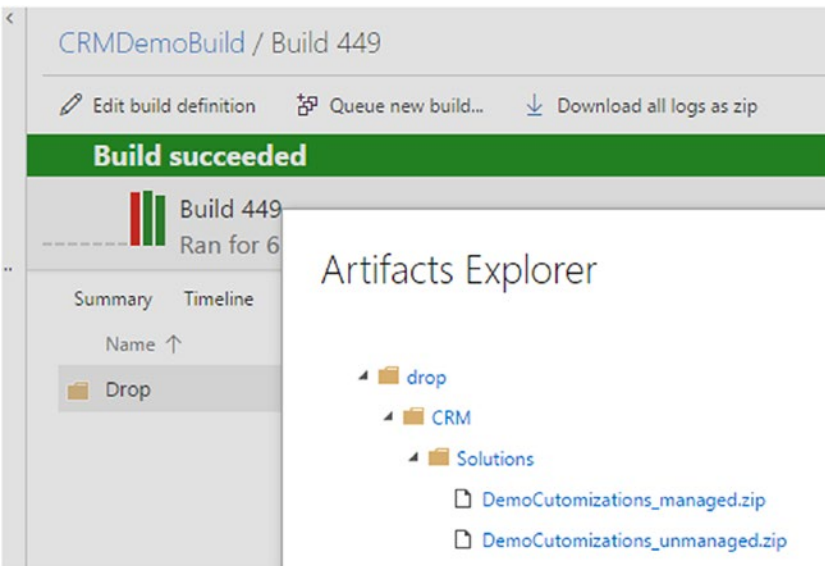 CRMDemoBuild / Build 449
Edit build definition Queue new build... Download all logs as zip
Build succeeded
Build 449
Ran for 6
Summary Timeline
Name
Drop
Artifacts Explorer
drop
CRM
Solutions
DemoCutomizations_managed.zip
DemoCutomizations_unmanaged.zip